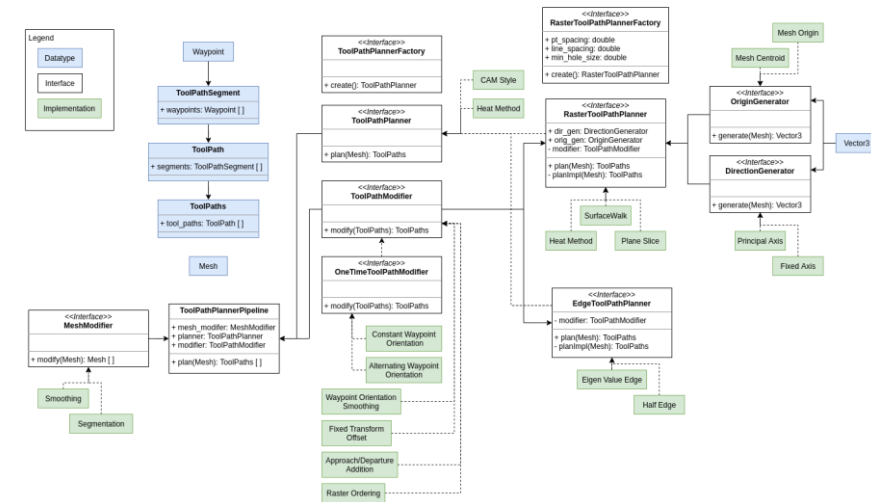 Legend
Datatype
Interface
Implementation
Waypoint
ToolPathSegment
+ waypoints: Waypoint [ ]
ToolPath
+ segments: ToolPathSegment [ ]
ToolPaths
+ tool_paths: ToolPath [ ]
Mesh
<<Interface>>
MeshModifier
+ modify(Mesh): Mesh [ ]
Smoothing
Segmentation
ToolPathPlannerPipeline
+ mesh_modifer: MeshModifier
+ planner: ToolPathPlanner
+ modifier: ToolPathModifier
+ plan(Mesh): ToolPaths [ ]
<<Interface>>
ToolPathPlannerFactory
+ create(): ToolPathPlanner
<<Interface>>
ToolPathPlanner
+ plan(Mesh): ToolPaths
<<Interface>>
ToolPathModifier
+ modify(ToolPaths): ToolPaths
<<Interface>>
OneTimeToolPathModifier
+ modify(ToolPaths): ToolPaths
Constant Waypoint
Orientation
Alternating Waypoint
Orientation
Waypoint Orientation
Smoothing
Fixed Transform
Offset
Approach/Departure
Addition
Raster Ordering
CAM Style
Heat Method
<<Interface>>
RasterToolPathPlannerFactory
+ pt_spacing: double
+ line_spacing: double
+ min_hole_size: double
+ create(): RasterToolPathPlanner
<<Interface>>
RasterToolPathPlanner
+ dir_gen: DirectionGenerator
+ orig_gen: OriginGenerator
- modifier: ToolPathModifier
+ plan(Mesh): ToolPaths
- planImpl(Mesh): ToolPaths
SurfaceWalk
Heat Method
Plane Slice
<<Interface>>
EdgeToolPathPlanner
- modifier: ToolPathModifier
+ plan(Mesh): ToolPaths
- planImpl(Mesh): ToolPaths
Eigen Value Edge
Half Edge
Mesh Origin
Mesh Centroid
<<Interface>>
OriginGenerator
+ generate(Mesh): Vector3
<<Interface>>
DirectionGenerator
+ generate(Mesh): Vector3
Principal Axis
Fixed Axis
Vector3